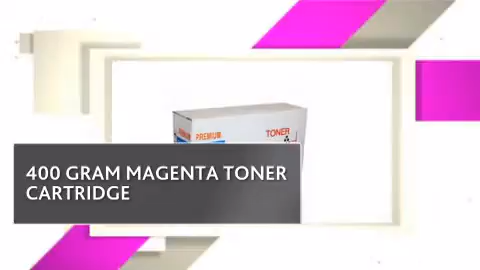 PREMIUM
TONER
400 GRAM MAGENTA TONER
CARTRIDGE